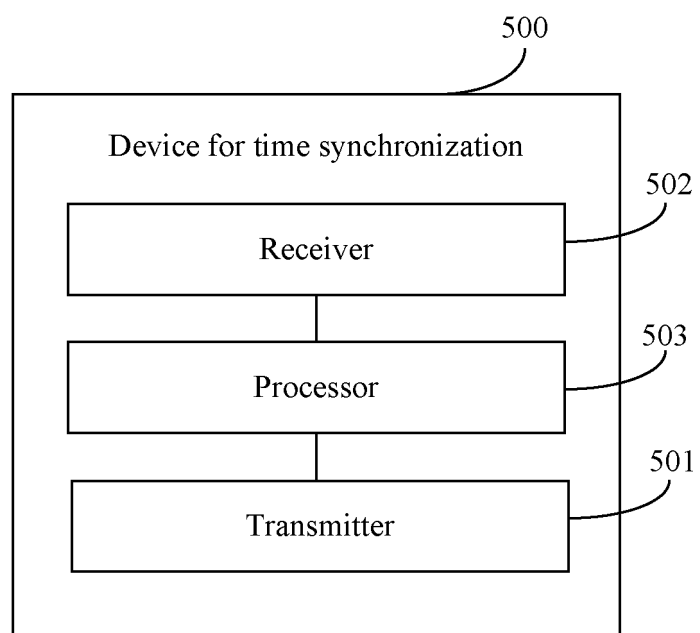 500
Device for time synchronization
502
Receiver
503
Processor
501
Transmitter